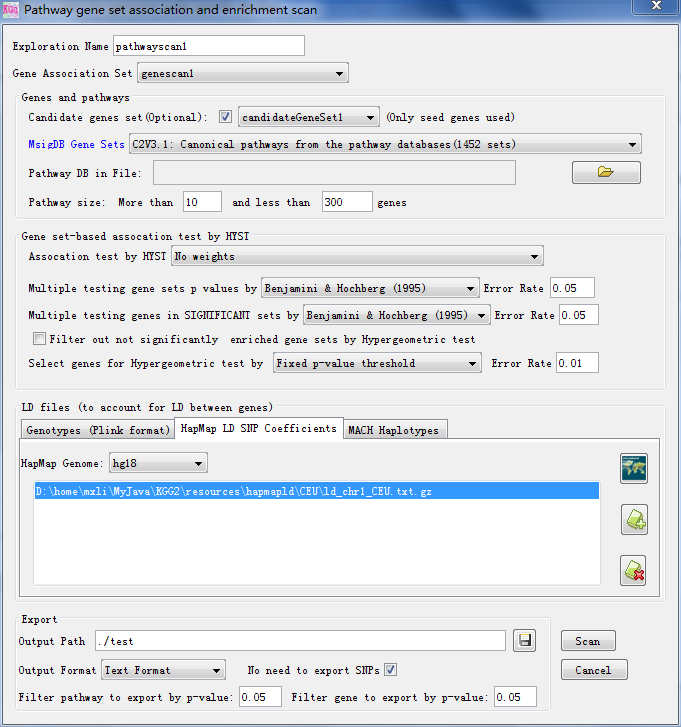 KGG Pathway gene set association and enrichment scan
Exploration Name pathwayscan1
Gene Association Set genescan1
Genes and pathways
Candidate genes set(Optional): candidateGeneSet1 (Only seed genes used)
MsigDB Gene Sets C2V3.1: Canonical pathways from the pathway databases(1452 sets)
Pathway DB in File:
Pathway size: More than 10 and less than 300 genes
Gene set-based assocation test by HYST
Assocation test by HYST No weights
Multiple testing gene sets p values by Benjamini & Hochberg (1995) Error Rate 0.05
Multiple testing genes in SIGNIFICANT sets by Benjamini & Hochberg (1995) Error Rate 0.05
Filter out not significantly enriched gene sets by Hypergeometric test
Select genes for Hypergeometric test by Fixed p-value threshold Error Rate 0.01
LD files (to account for LD between genes)
Genotypes (Plink format) HapMap LD SNP Coefficients MACH Haplotypes
HapMap Genome: hg18
D:\home\mxli\MyJava\KGG2\resources\hapmapld\CEU\ld_chr1_CEU.txt.gz
Export
Output Path ./test Scan
Output Format Text Format No need to export SNPs Cancel
Filter pathway to export by p-value: 0.05 Filter gene to export by p-value: 0.05